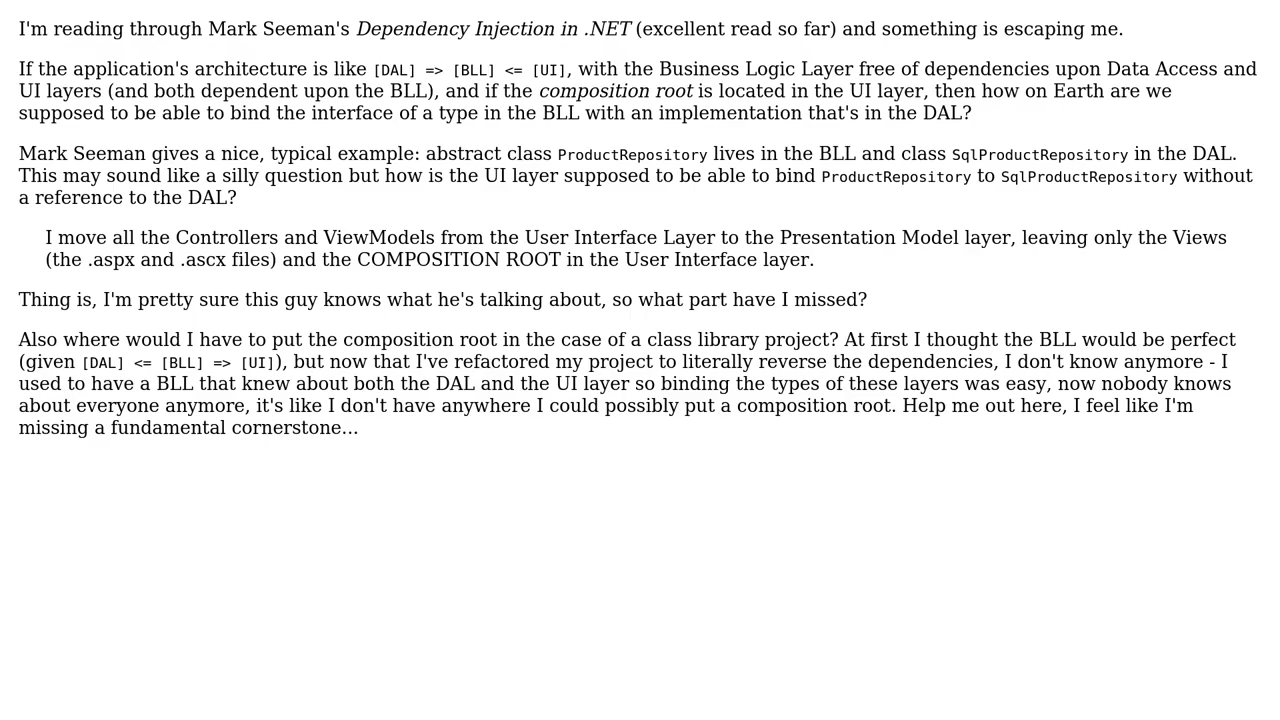 I'm reading through Mark Seeman's Dependency Injection in .NET (excellent read so far) and something is escaping me.
If the application's architecture is like [DAL] => [BLL] <= [UI], with the Business Logic Layer free of dependencies upon Data Access and
UI layers (and both dependent upon the BLL), and if the composition root is located in the UI layer, then how on Earth are we
supposed to be able to bind the interface of a type in the BLL with an implementation that's in the DAL?
Mark Seeman gives a nice, typical example: abstract class ProductRepository lives in the BLL and class SqlProductRepository in the DAL.
This may sound like a silly question but how is the UI layer supposed to be able to bind ProductRepository to SqlProductRepository without
a reference to the DAL?
I move all the Controllers and ViewModels from the User Interface Layer to the Presentation Model layer, leaving only the Views
(the .aspx and .ascx files) and the COMPOSITION ROOT in the User Interface layer.
Thing is, I'm pretty sure this guy knows what he's talking about, so what part have I missed?
Also where would I have to put the composition root in the case of a class library project? At first I thought the BLL would be perfect
(given [DAL] <= [BLL] => [UI]), but now that I've refactored my project to literally reverse the dependencies, I don't know anymore - I
used to have a BLL that knew about both the DAL and the UI layer so binding the types of these layers was easy, now nobody knows
about everyone anymore, it's like I don't have anywhere I could possibly put a composition root. Help me out here, I feel like I'm
missing a fundamental cornerstone...